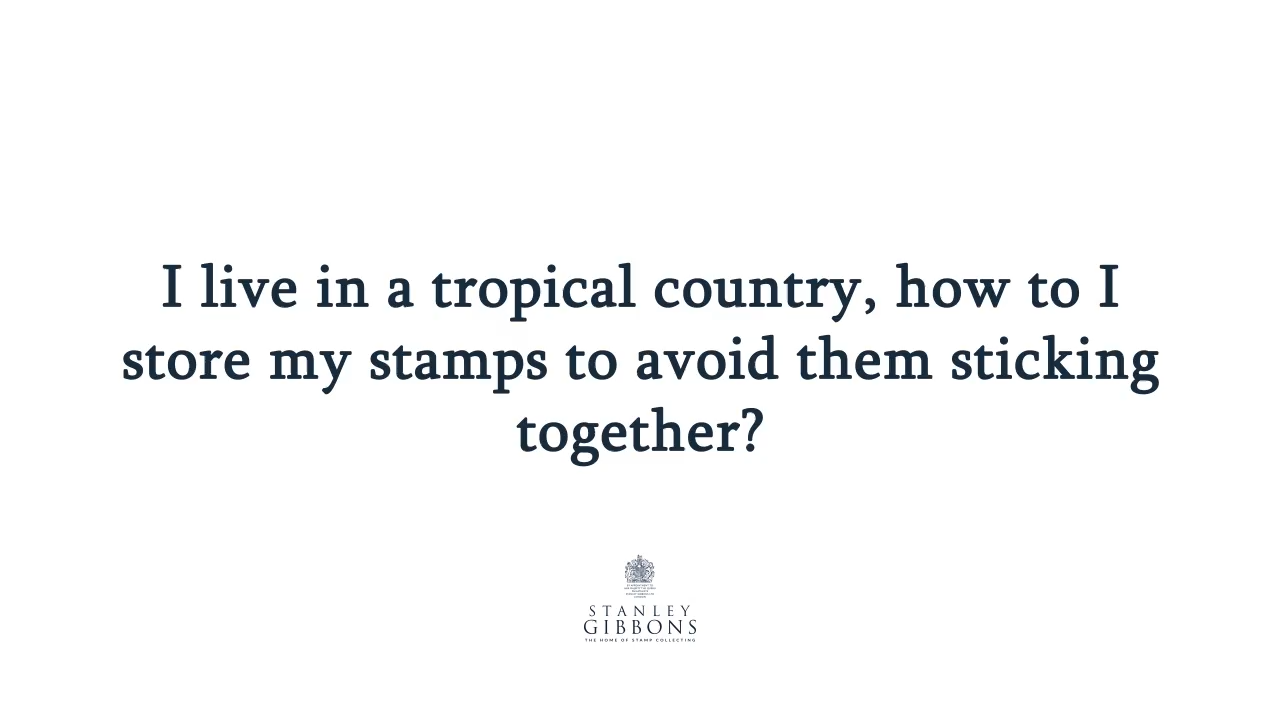 I live in a tropical country, how to I
store my stamps to avoid them sticking
together?
STANLEY
GIBBONS
THE HOME OF STAMP COLLECTING